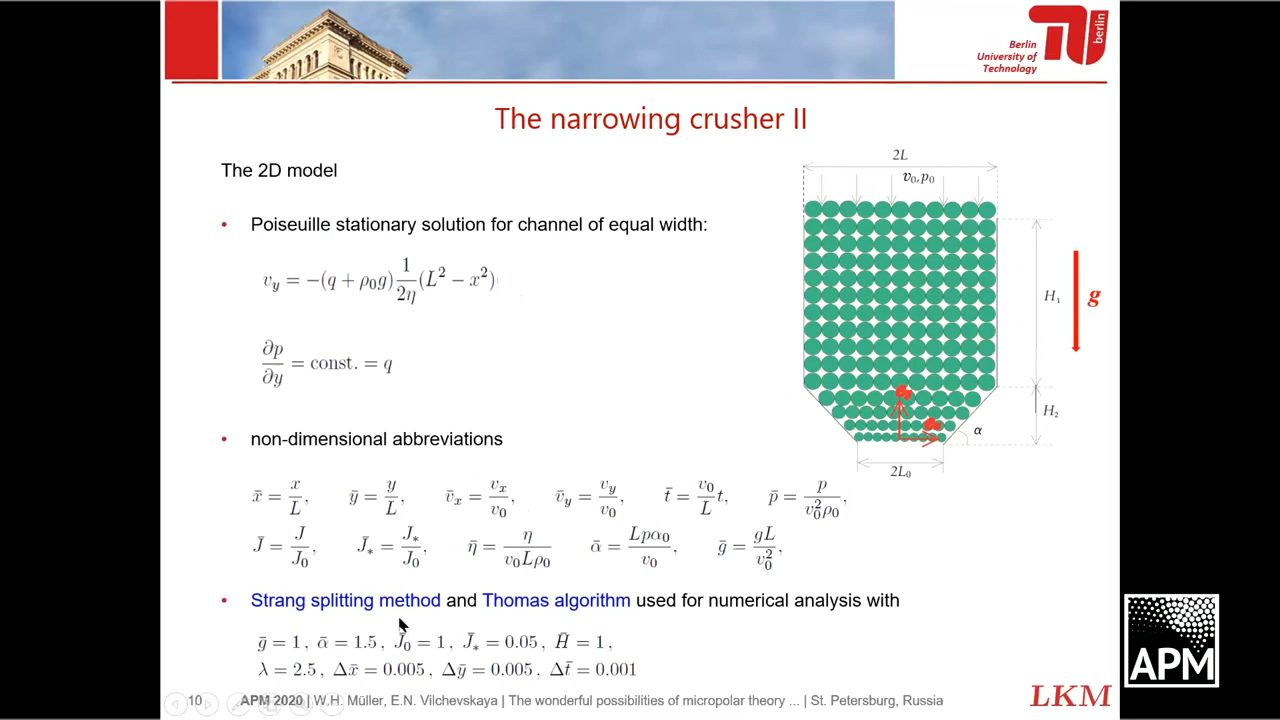 Berlin
University of
Technology
berlin
The narrowing crusher II
The 2D model
• Poiseuille stationary solution for channel of equal width:
v_y = −(q + ρ₀g) 1/2η (L² − x²)
∂p/∂y = const. = q
• non-dimensional abbreviations
x̄ = x/L, ȳ = y/L, v̄_x = v_x/v₀, v̄_y = v_y/v₀, t̄ = v₀/L t, p̄ = p/v₀²ρ₀,
J̄ = J/J₀, J̄_* = J_*/J₀, η̄ = η/v₀Lρ₀, ᾱ = Lpα₀/v₀, ḡ = gL/v₀²,
• Strang splitting method and Thomas algorithm used for numerical analysis with
ḡ = 1, ᾱ = 1.5, J̄₀ = 1, J̄_* = 0.05, H̄ = 1,
λ = 2.5, Δx̄ = 0.005, Δȳ = 0.005, Δt̄ = 0.001
2L
v₀, p₀
H₁
g
H₂
α
2L₀
10 APM 2020 | W.H. Müller, E.N. Vilchevskaya | The wonderful possibilities of micropolar theory ... | St. Petersburg, Russia
LKM
APM